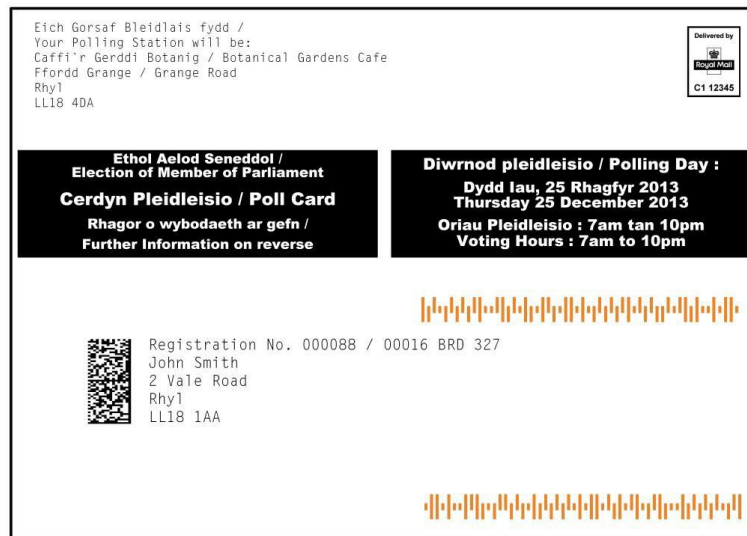 Eich Gorsaf Bleidlais fydd /
Your Polling Station will be:
Caffi`r Gerddi Botanig / Botanical Gardens Cafe
Ffordd Grange / Grange Road
Rhyl
LL18 4DA
Delivered by
Royal Mail
C1 12345
Ethol Aelod Seneddol /
Election of Member of Parliament
Cerdyn Pleidleisio / Poll Card
Rhagor o wybodaeth ar gefn /
Further Information on reverse
Diwrnod pleidleisio / Polling Day :
Dydd Iau, 25 Rhagfyr 2013
Thursday 25 December 2013
Oriau Pleidleisio : 7am tan 10pm
Voting Hours : 7am to 10pm
Registration No. 000088 / 00016 BRD 327
John Smith
2 Vale Road
Rhyl
LL18 1AA